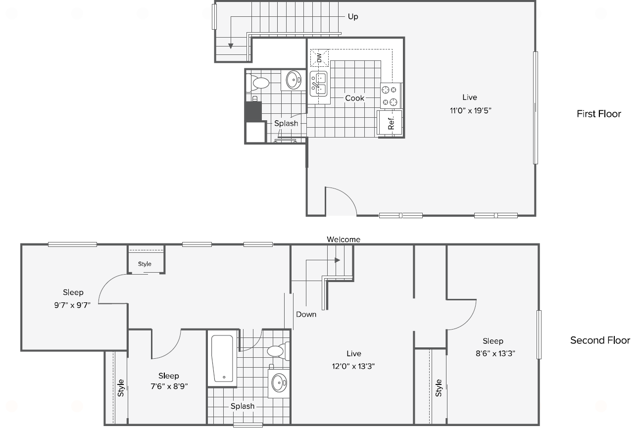 Up
DW
Cook
Live
11'0" x 19'5"
First Floor
Splash
Ref.
Welcome
Style
Sleep
9'7" x 9'7"
Down
Second Floor
Sleep
8'6" x 13'3"
Live
12'0" x 13'3"
Sleep
7'6" x 8'9"
Style
Style
Splash